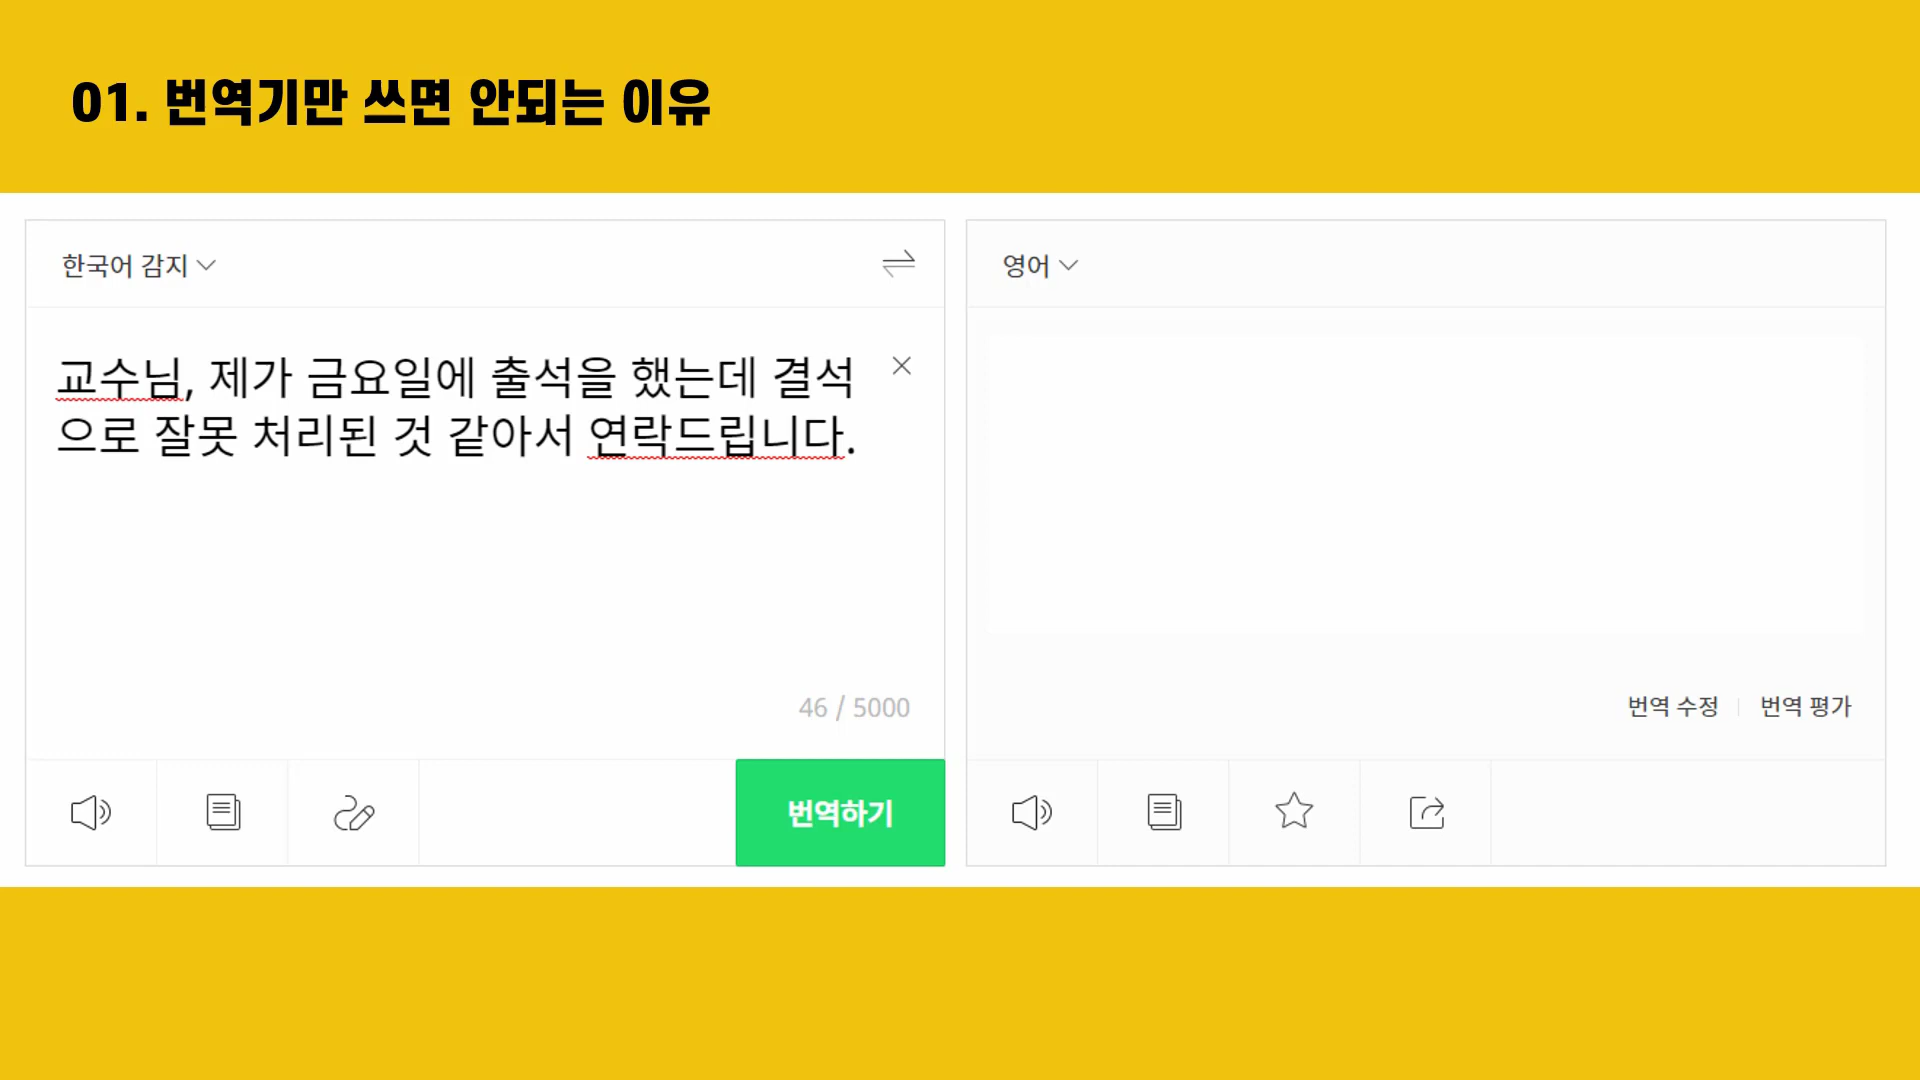 01. 번역기만 쓰면 안되는 이유
한국어 감지
교수님, 제가 금요일에 출석을 했는데 결석
으로 잘못 처리된 것 같아서 연락드립니다.
46 / 5000
번역하기
영어
번역 수정
번역 평가